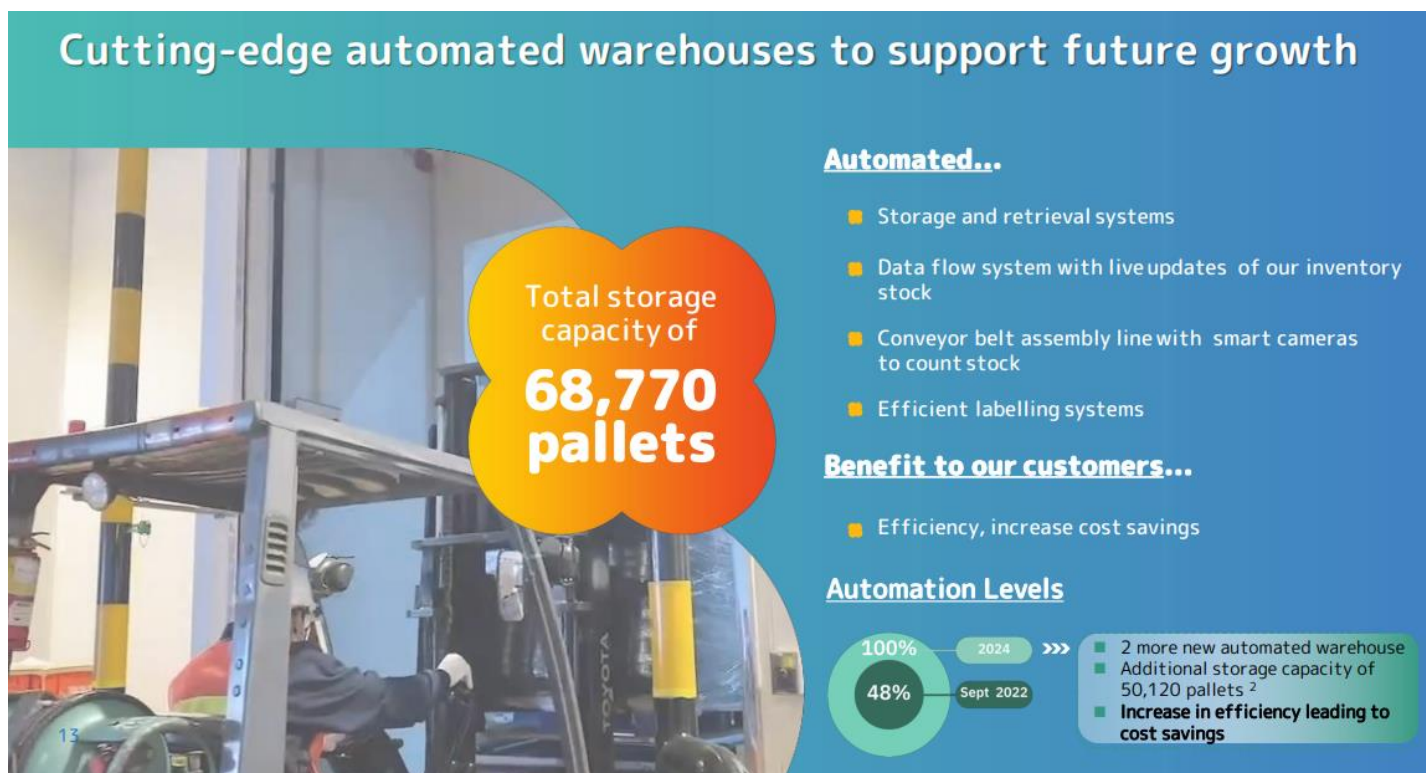 Cutting-edge automated warehouses to support future growth
Total storage
capacity of
68,770
pallets
Automated...
Storage and retrieval systems
Data flow system with live updates of our inventory
stock
Conveyor belt assembly line with smart cameras
to count stock
Efficient labelling systems
Benefit to our customers...
Efficiency, increase cost savings
Automation Levels
100%
2024
48%
Sept 2022
2 more new automated warehouse
Additional storage capacity of
50,120 pallets ²
Increase in efficiency leading to
cost savings
TOYOTA
13